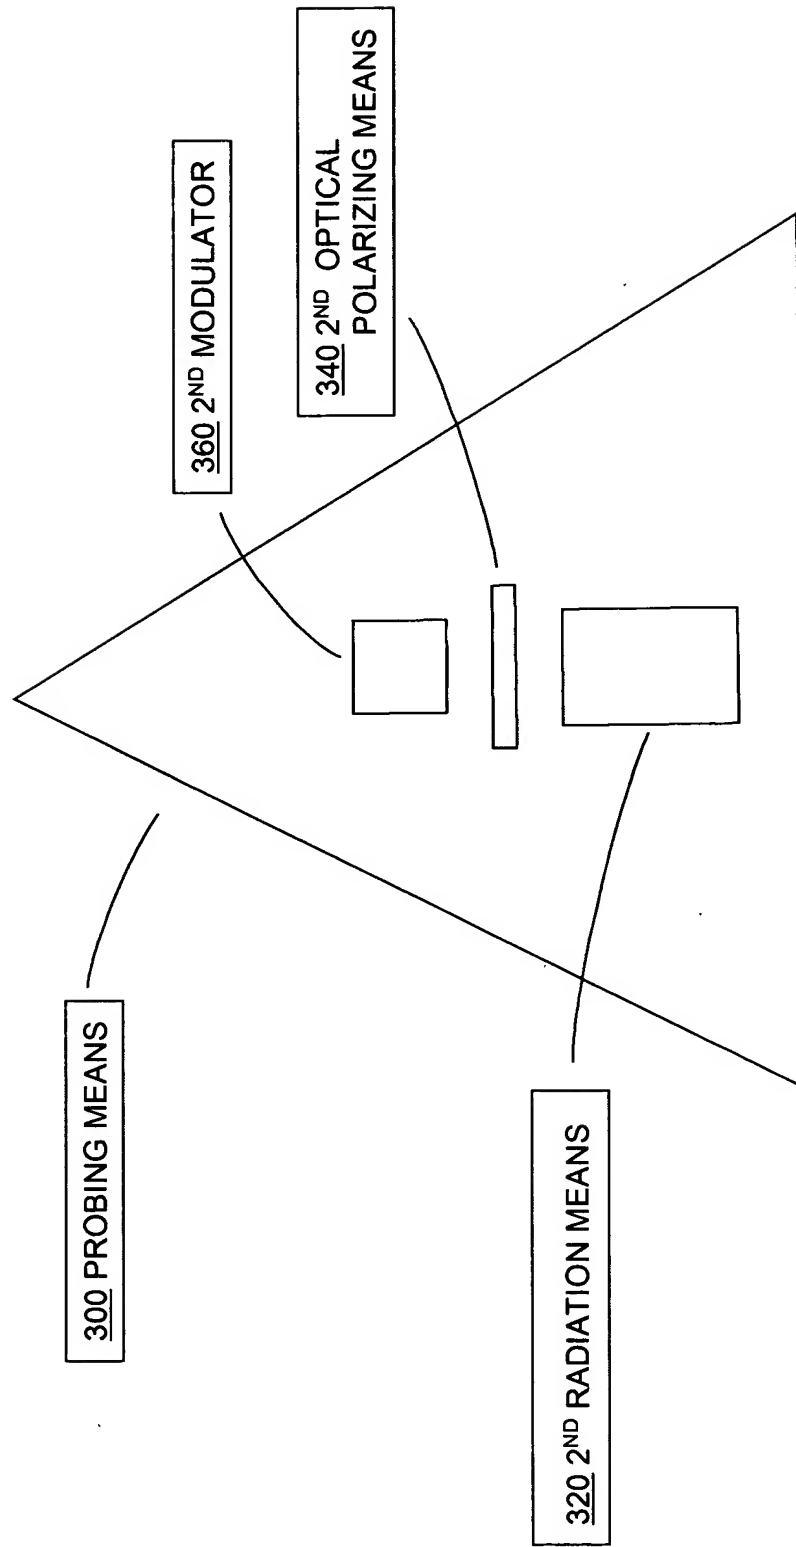 300 PROBING MEANS
320 2ND RADIATION MEANS
360 2ND MODULATOR
340 2ND OPTICAL
POLARIZING MEANS